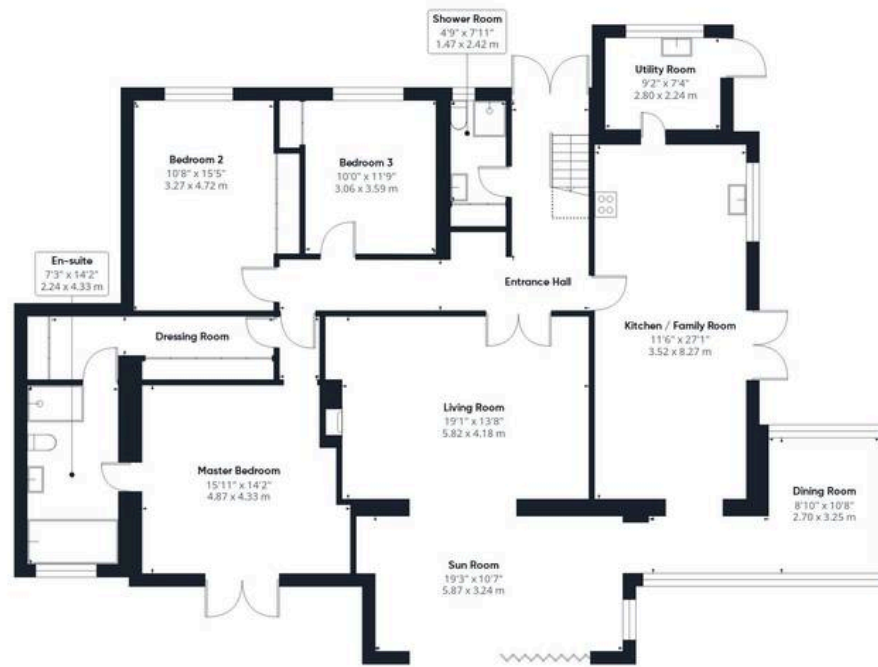 Shower Room
4'9" x 7'11"
1.47 x 2.42 m
Utility Room
9'2" x 7'4"
2.80 x 2.24 m
Bedroom 2
10'8" x 15'5"
3.27 x 4.72 m
Bedroom 3
10'0" x 11'9"
3.06 x 3.59 m
En-suite
7'3" x 14'2"
2.24 x 4.33 m
Entrance Hall
Dressing Room
Kitchen / Family Room
11'6" x 27'1"
3.52 x 8.27 m
Living Room
19'1" x 13'8"
5.82 x 4.18 m
Master Bedroom
15'11" x 14'2"
4.87 x 4.33 m
Dining Room
8'10" x 10'8"
2.70 x 3.25 m
Sun Room
19'3" x 10'7"
5.87 x 3.24 m